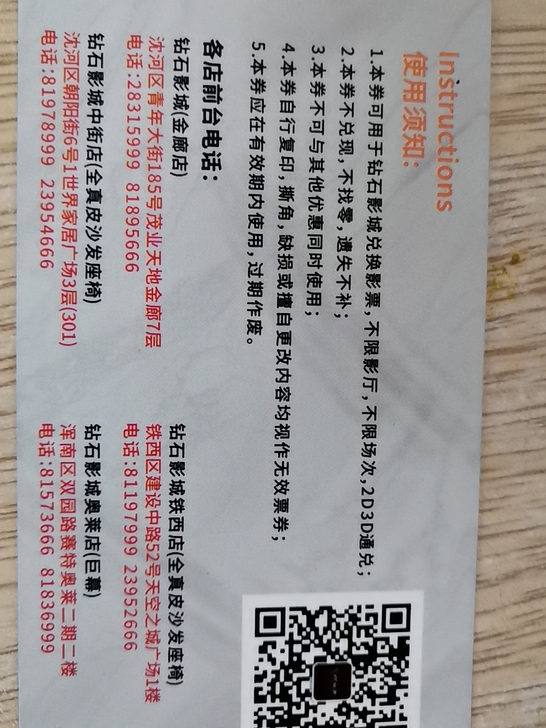 Instructions
使用须知：
1.本券可用于钻石影城兑换影票，不限影厅，不限场次，2D3D通兑；
2.本券不兑现，不找零，遗失不补；
3.本券不可与其他优惠同时使用；
4.本券自行复印，撕角，缺损或擅自更改内容均视作无效票券；
5.本券应在有效期内使用，过期作废。
各店前台电话：
钻石影城(金廊店)
沈河区青年大街185号茂业天地金廊7层
电话:28315999 81895666
钻石影城铁西店(全真皮沙发座椅)
铁西区建设中路52号天空之城广场1楼
电话:81197999 23952666
钻石影城中街店(全真皮沙发座椅)
沈河区朝阳街6号1世界家居广场3层(301)
电话:81978999 23954666
钻石影城奥莱店(巨幕)
浑南区双园路赛特奥莱二期二楼
电话:81573666 81836999